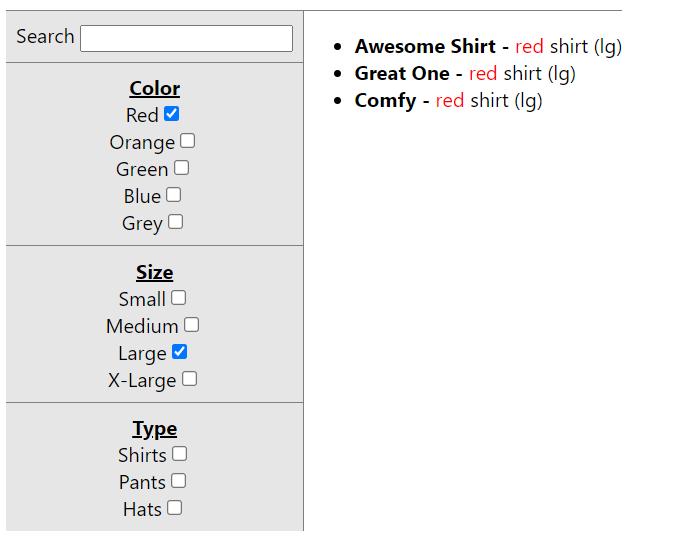 Search
Color
Red
Orange
Green
Blue
Grey
Size
Small
Medium
Large
X-Large
Type
Shirts
Pants
Hats
Awesome Shirt - red shirt (lg)
Great One - red shirt (lg)
Comfy - red shirt (lg)